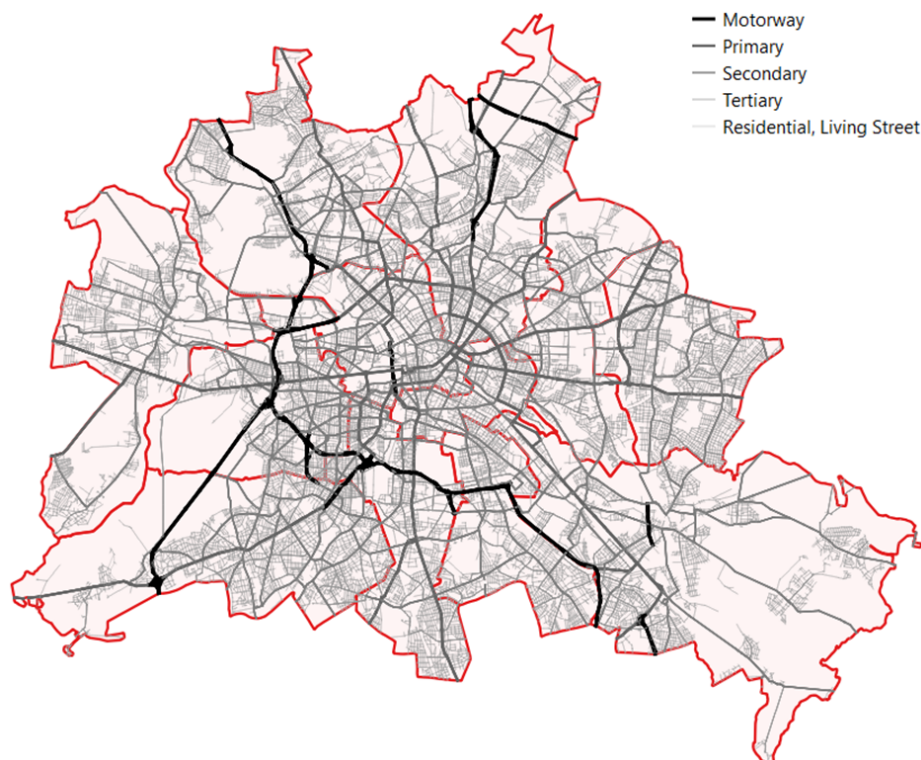 Motorway
Primary
Secondary
Tertiary
Residential, Living Street